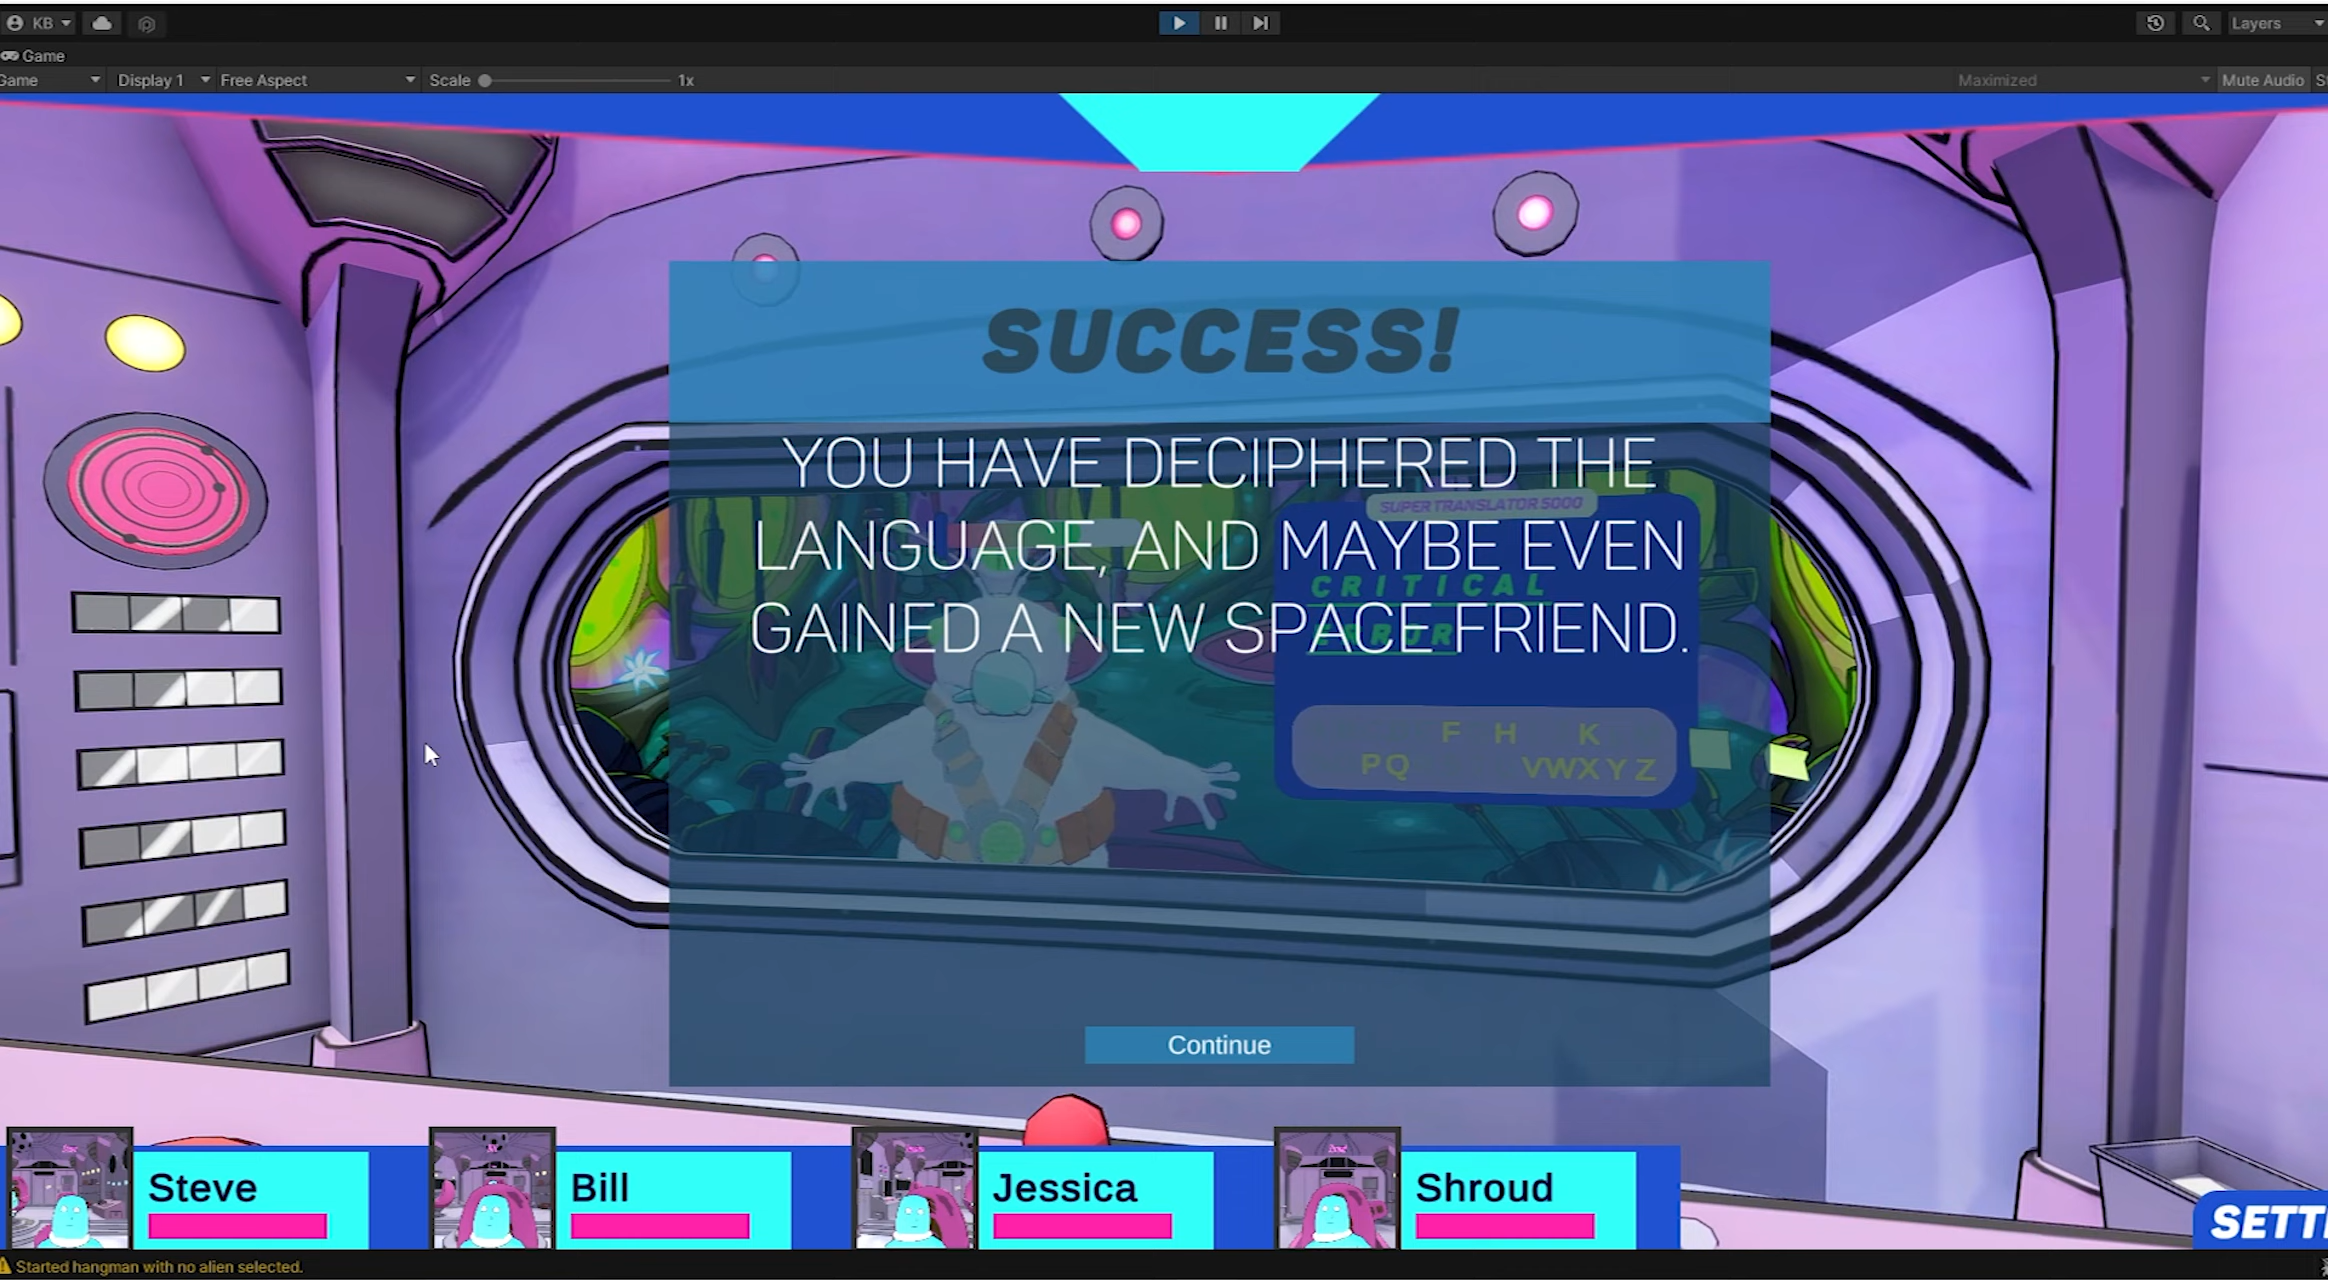 KB
Layers
Game
Game
Display 1
Free Aspect
Scale
1x
Maximized
Mute Audio
SUCCESS!
YOU HAVE DECIPHERED THE
LANGUAGE, AND MAYBE EVEN
GAINED A NEW SPACE FRIEND.
SUPER TRANSLATOR 5000
CRITICAL
ERROR
F H K
PQ VWXYZ
Continue
Steve
Bill
Jessica
Shroud
SETTI
Started hangman with no alien selected.